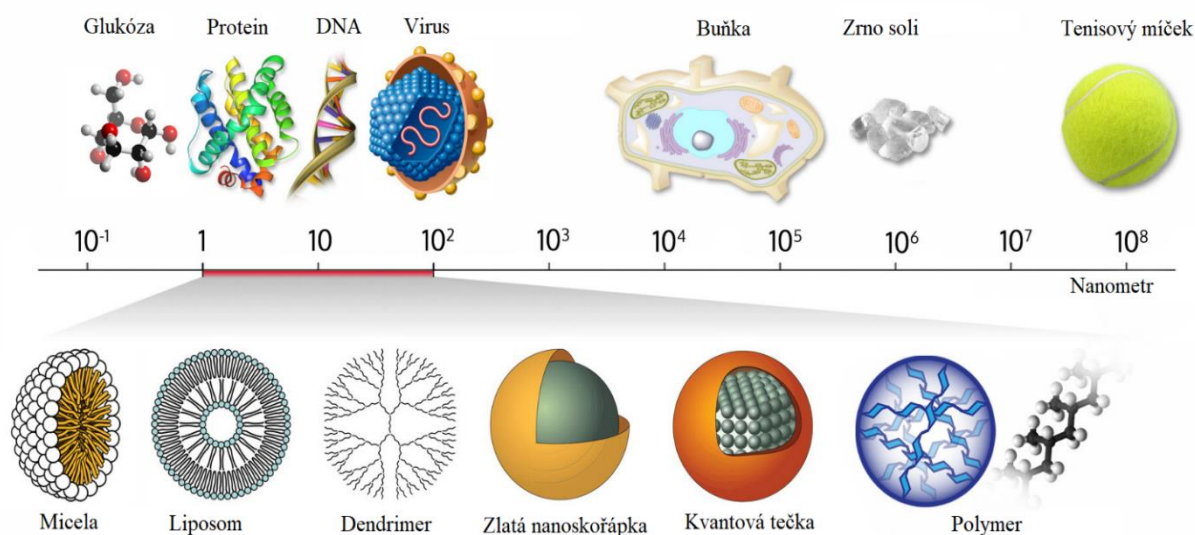 Glukóza Protein DNA Virus Buňka Zrno soli Tenisový míček
10⁻¹ 1 10 10² 10³ 10⁴ 10⁵ 10⁶ 10⁷ 10⁸
Nanometr
Micela Liposom Dendrimer Zlatá nanoskořápka Kvantová tečka Polymer